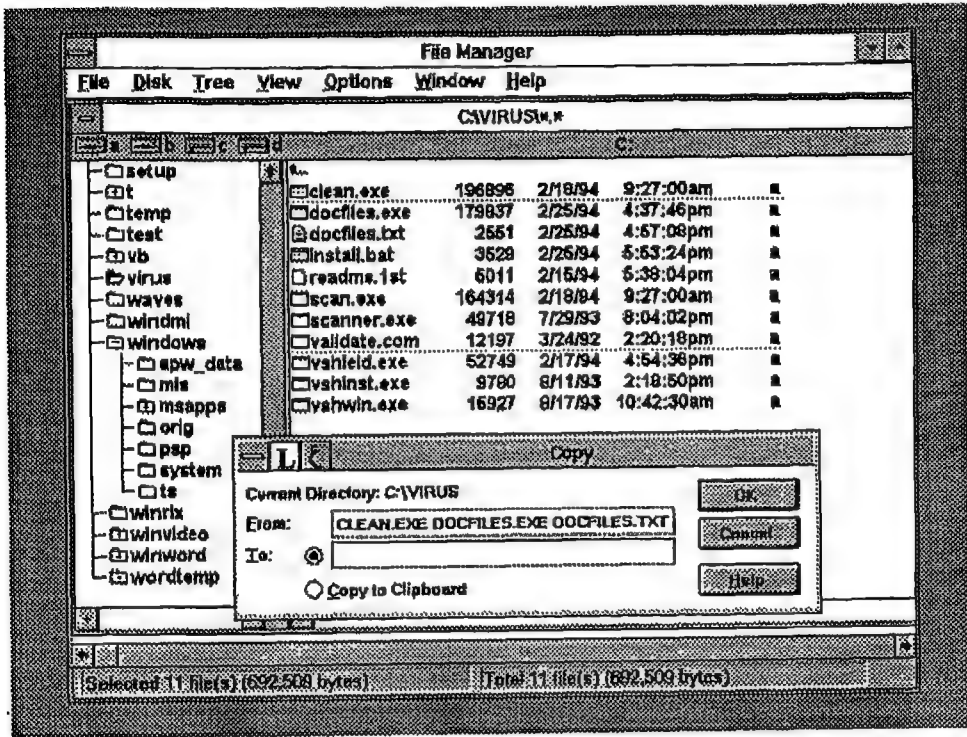 File Manager
File Disk Tree View Options Window Help
C:\VIRUS\*.*
a b c d C:
setup
t
temp
test
vb
virus
waves
windml
windows
apw_data
mls
msapps
orig
psp
system
ts
winrix
winvideo
winword
wordtemp
clean.exe 196896 2/18/94 9:27:00am a
docfiles.exe 179837 2/25/94 4:37:46pm a
docfiles.txt 2551 2/25/94 4:57:08pm a
install.bat 3529 2/25/94 5:53:24pm a
readme.1st 5011 2/15/94 5:38:04pm a
scan.exe 164314 2/18/94 9:27:00am a
scanner.exe 49718 7/29/93 8:04:02pm a
validate.com 12197 3/24/92 2:20:18pm a
vshield.exe 52749 2/17/94 4:54:36pm a
vshinst.exe 9780 8/11/93 2:18:50pm a
vshwin.exe 15927 8/17/93 10:42:30am a
L Copy
Current Directory: C:\VIRUS
From: CLEAN.EXE DOCFILES.EXE DOCFILES.TXT
To:
Copy to Clipboard
OK
Cancel
Help
Selected 11 file(s) (692,509 bytes) Total 11 file(s) (692,509 bytes)